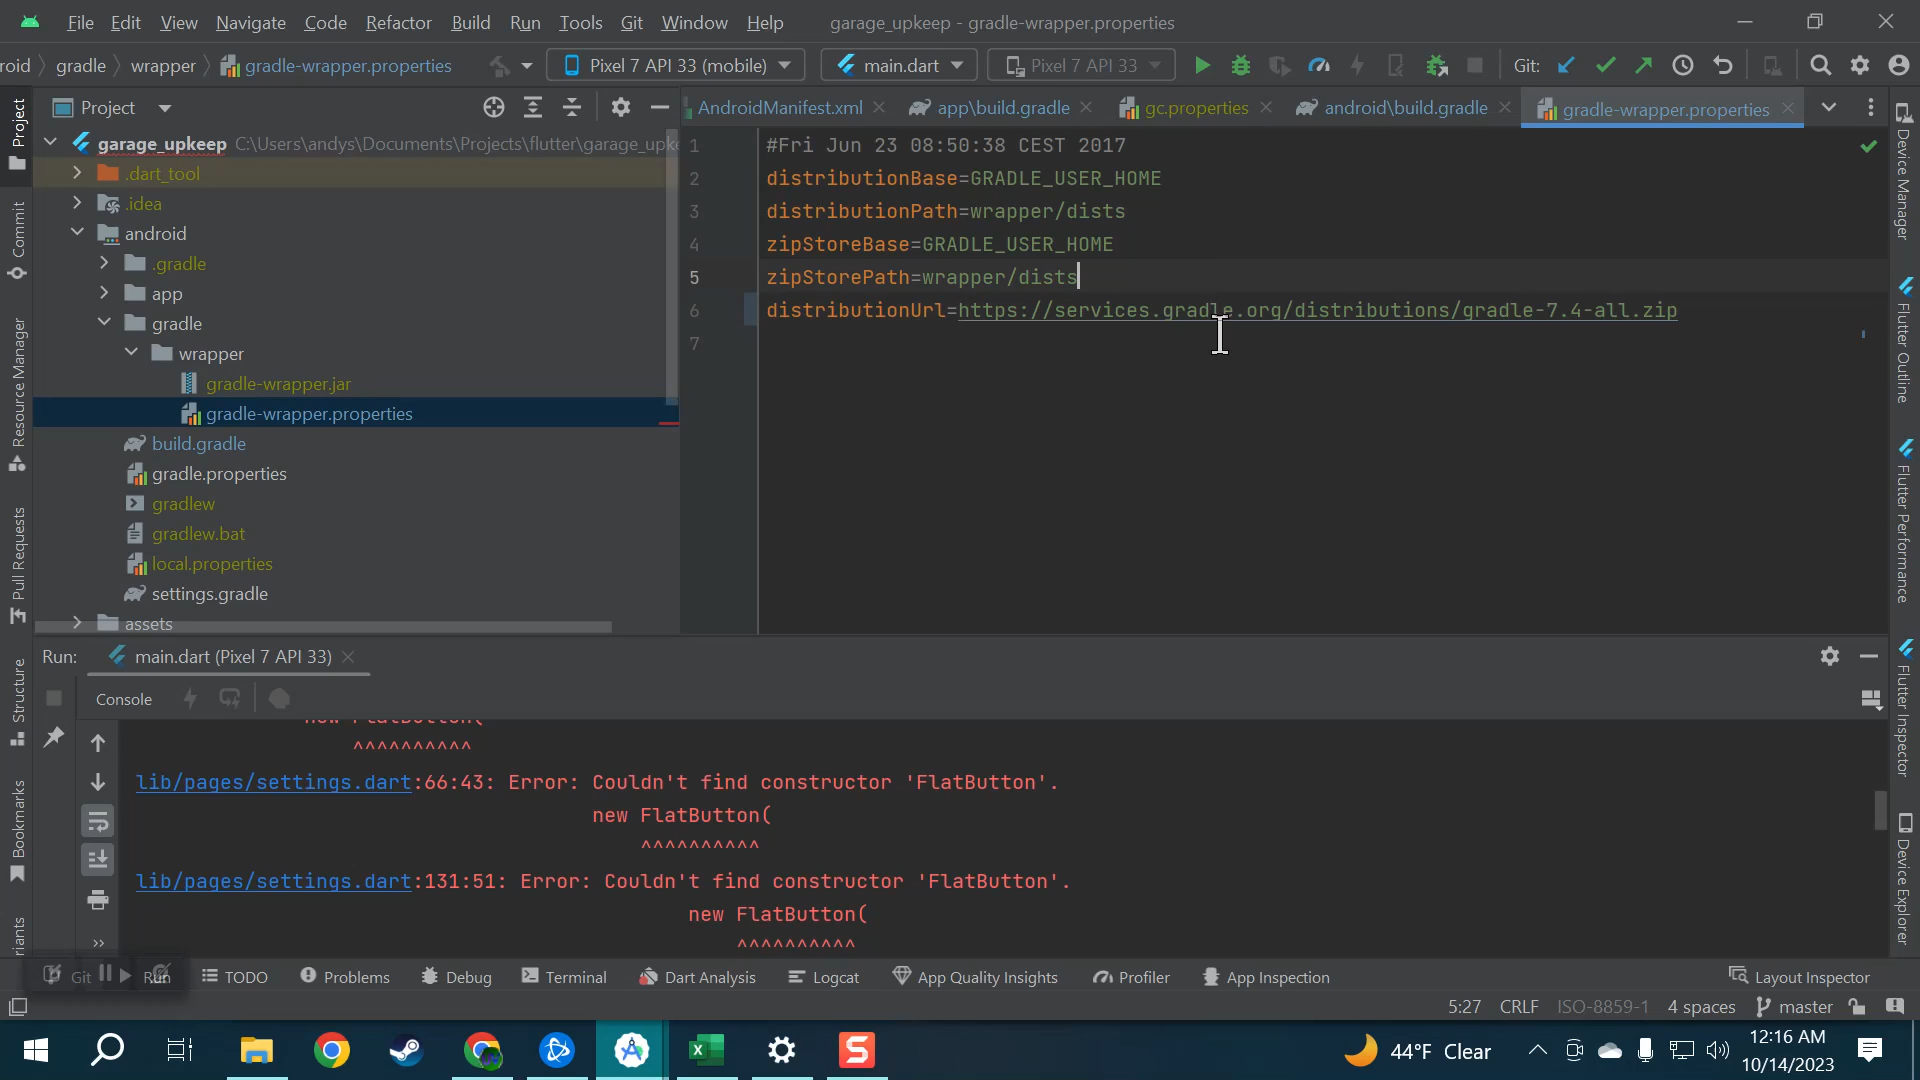 File Edit View Navigate Code Refactor Build Run Tools Git Window Help garage_upkeep - gradle-wrapper.properties
roid gradle wrapper gradle-wrapper.properties Pixel 7 API 33 (mobile) main.dart Pixel 7 API 33 Git:
Project
AndroidManifest.xml app\build.gradle gc.properties android\build.gradle gradle-wrapper.properties
garage_upkeep C:\Users\andys\Documents\Projects\flutter\garage_upke
.dart_tool
.idea
android
.gradle
app
gradle
wrapper
gradle-wrapper.jar
gradle-wrapper.properties
build.gradle
gradle.properties
gradlew
gradlew.bat
local.properties
settings.gradle
assets
1 #Fri Jun 23 08:50:38 CEST 2017
2 distributionBase=GRADLE_USER_HOME
3 distributionPath=wrapper/dists
4 zipStoreBase=GRADLE_USER_HOME
5 zipStorePath=wrapper/dists
6 distributionUrl=https://services.gradle.org/distributions/gradle-7.4-all.zip
7
Project
Commit
Resource Manager
Pull Requests
Structure
Bookmarks
riants
Device Manager
Flutter Outline
Flutter Performance
Flutter Inspector
Device Explorer
Run: main.dart (Pixel 7 API 33)
Console
new FlatButton(
^^^^^^^^^^
lib/pages/settings.dart:66:43: Error: Couldn't find constructor 'FlatButton'.
new FlatButton(
^^^^^^^^^^
lib/pages/settings.dart:131:51: Error: Couldn't find constructor 'FlatButton'.
new FlatButton(
^^^^^^^^^^
Git Run TODO Problems Debug Terminal Dart Analysis Logcat App Quality Insights Profiler App Inspection Layout Inspector
5:27 CRLF ISO-8859-1 4 spaces master
44°F Clear
12:16 AM
10/14/2023